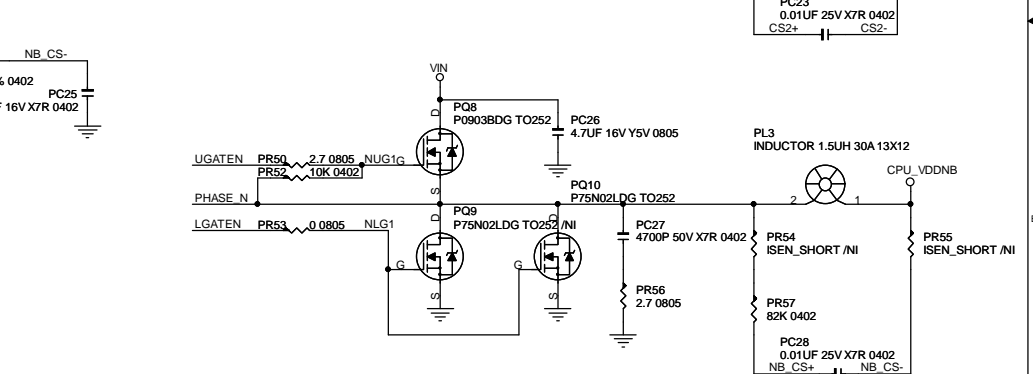 PC23
0.01UF 25V X7R 0402
CS2+ CS2-
NB_CS-
% 0402
PC25
16V X7R 0402
VIN
D
PQ8
P0903BDG TO252
PC26
4.7UF 16V Y5V 0805
PL3
INDUCTOR 1.5UH 30A 13X12
CPU_VDDNB
UGATEN PR50 2.7 0805 NUG1 G
PR52 10K 0402
S
PQ10
P75N02LDG TO252
PHASE_N
2 1
D
PQ9
P75N02LDG TO252 /NI
D
LGATEN PR53 0 0805 NLG1
PC27
4700P 50V X7R 0402
PR54
ISEN_SHORT /NI
PR55
ISEN_SHORT /NI
G G
S S
PR56
2.7 0805
PR57
82K 0402
PC28
0.01UF 25V X7R 0402
NB_CS+ NB_CS-